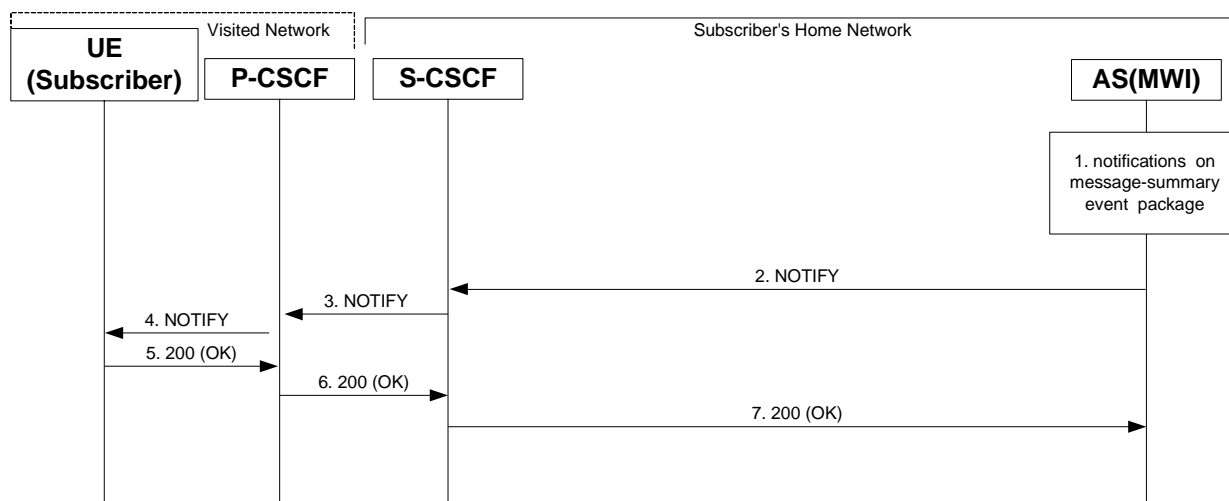 Visited Network
Subscriber's Home Network
UE
(Subscriber)
P-CSCF
S-CSCF
AS(MWI)
1. notifications on
message-summary
event package
2. NOTIFY
3. NOTIFY
4. NOTIFY
5. 200 (OK)
6. 200 (OK)
7. 200 (OK)